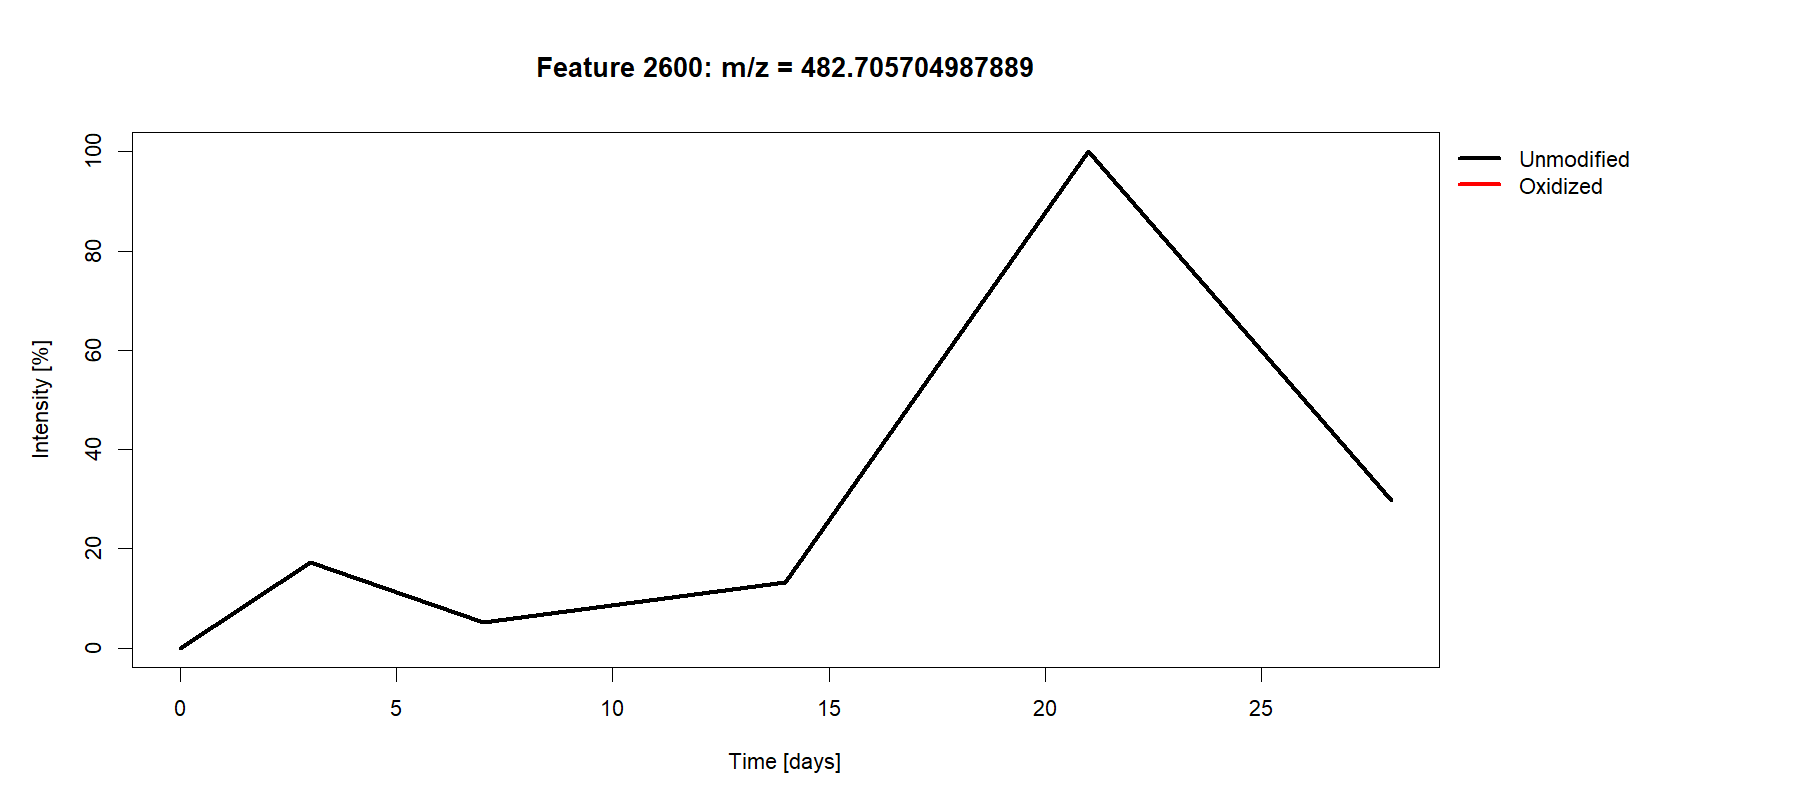 Feature 2600: m/z = 482.705704987889
Unmodified
Oxidized
Intensity [%]
100
80
60
40
20
0
0 5 10 15 20 25
Time [days]